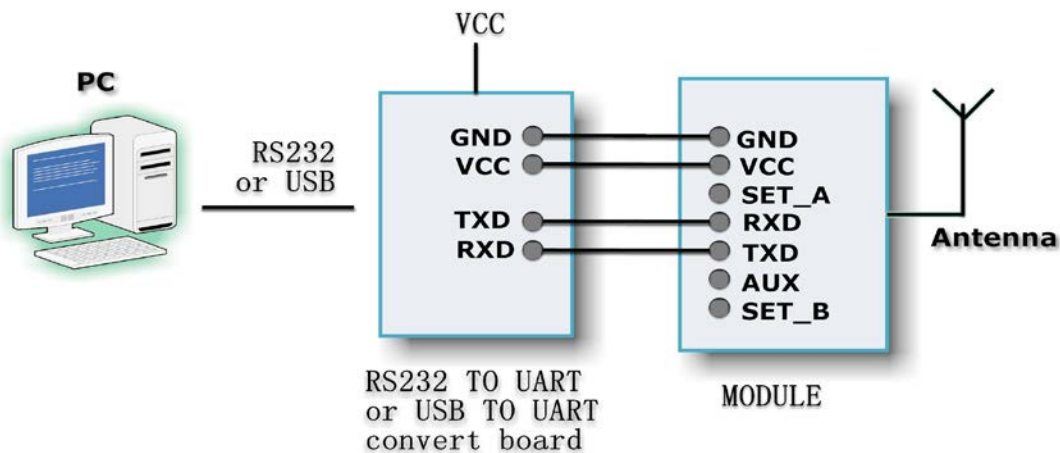 VCC
PC
RS232
or USB
GND
VCC
TXD
RXD
GND
VCC
SET_A
RXD
TXD
AUX
SET_B
Antenna
RS232 TO UART
or USB TO UART
convert board
MODULE